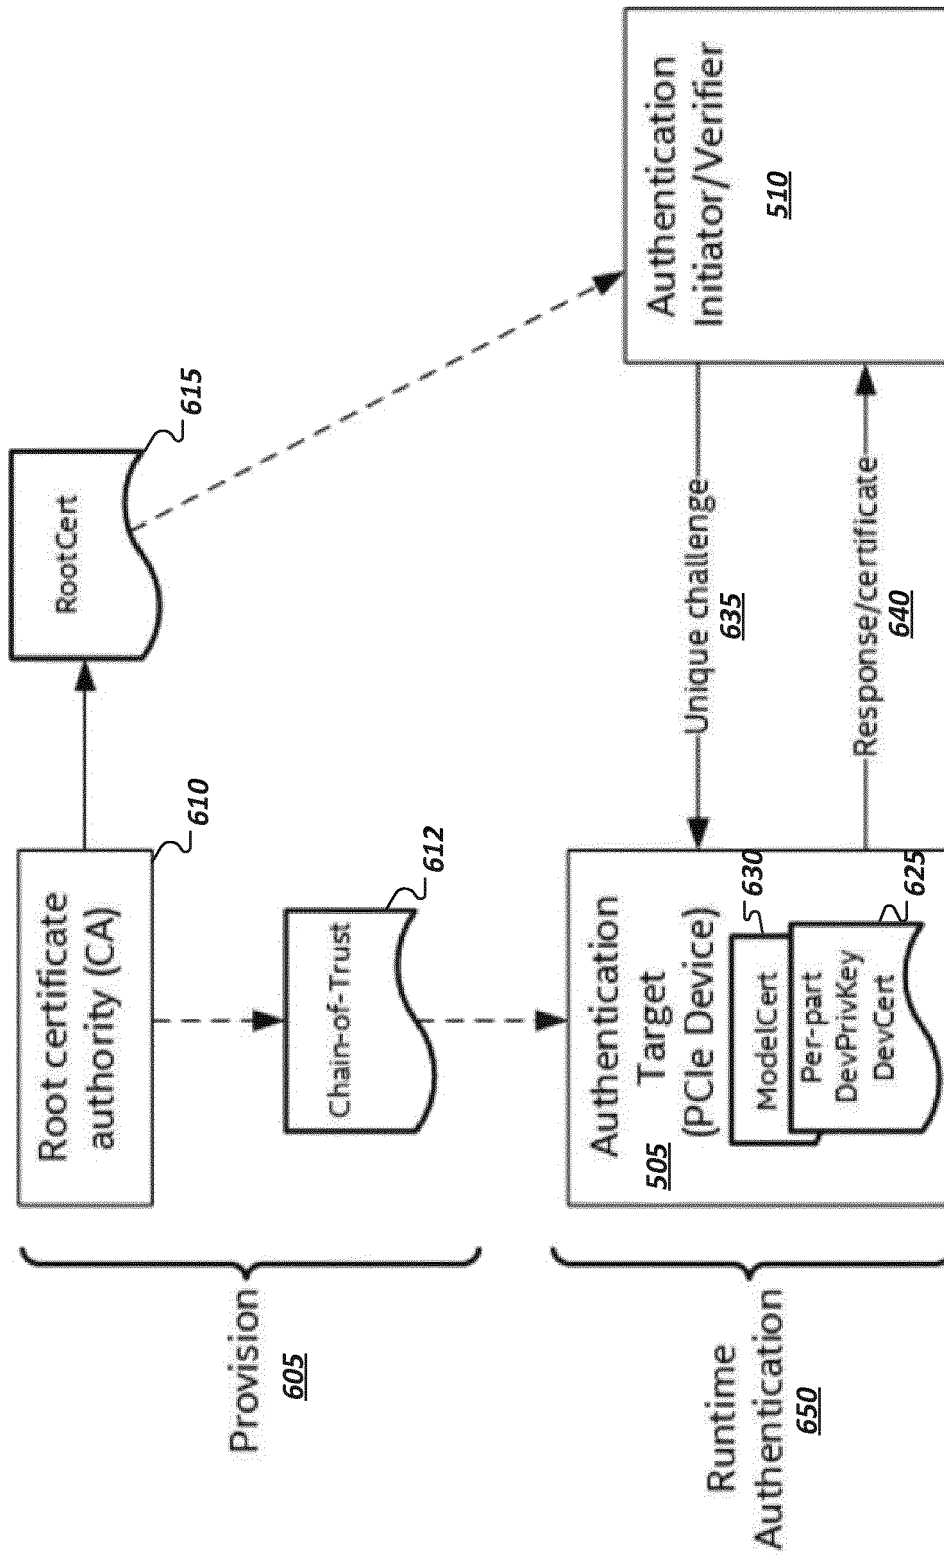 Provision
605
Root certificate
authority (CA)
610
RootCert
615
Chain-of-Trust
612
Runtime
Authentication
650
Authentication
Target
(PCIe Device)
505
ModelCert
630
Per-part
DevPrivKey
DevCert
625
Unique challenge
635
Response/certificate
640
Authentication
Initiator/Verifier
510